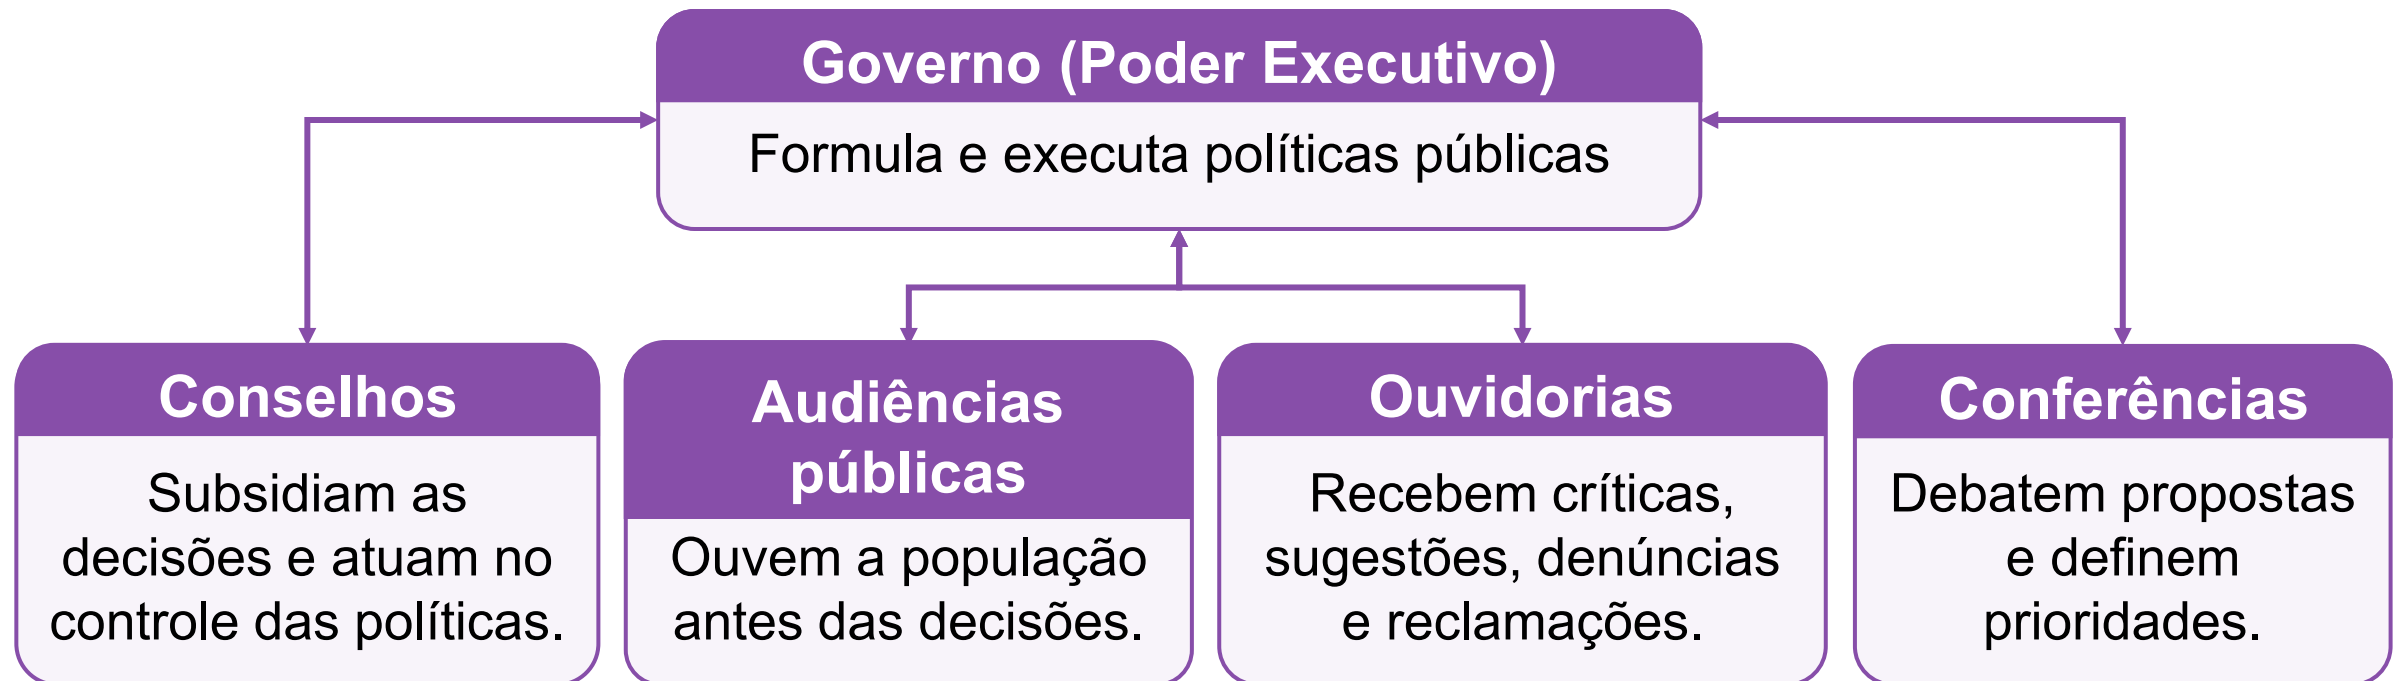 Governo (Poder Executivo)
Formula e executa políticas públicas
Conselhos
Subsidiam as
decisões e atuam no
controle das políticas.
Audiências
públicas
Ouvem a população
antes das decisões.
Ouvidorias
Recebem críticas,
sugestões, denúncias
e reclamações.
Conferências
Debatem propostas
e definem
prioridades.